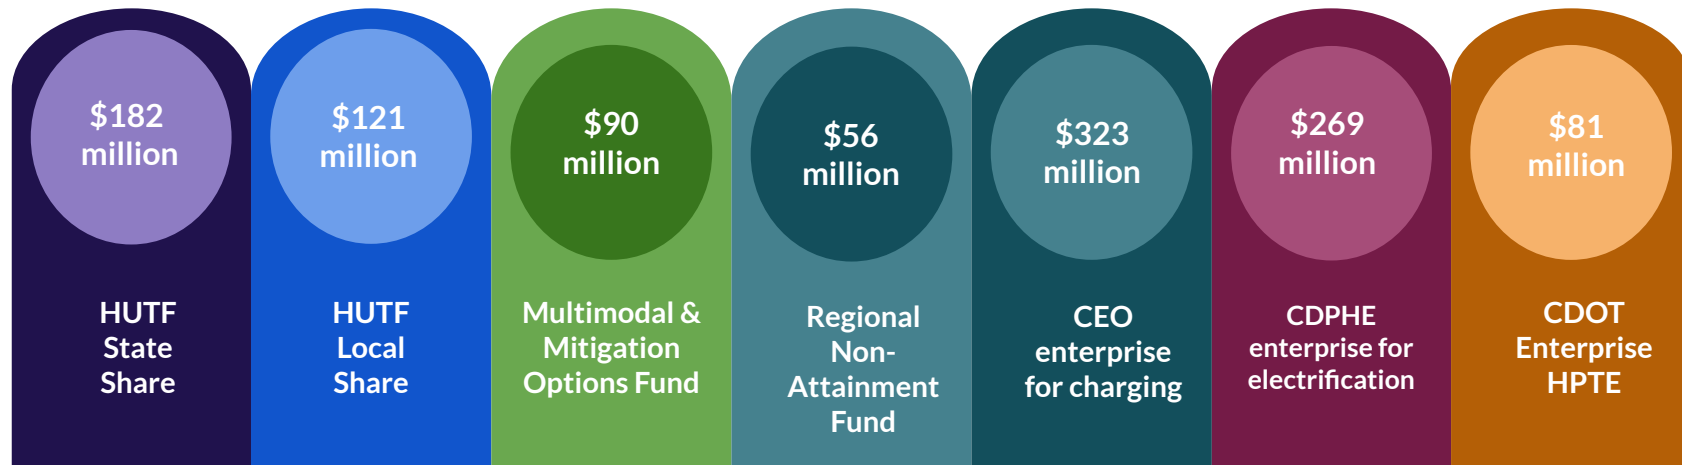 $182
million
HUTF
State
Share
$121
million
HUTF
Local
Share
$90
million
Multimodal &
Mitigation
Options Fund
$56
million
Regional
Non-
Attainment
Fund
$323
million
CEO
enterprise
for charging
$269
million
CDPHE
enterprise for
electrification
$81
million
CDOT
Enterprise
HPTE